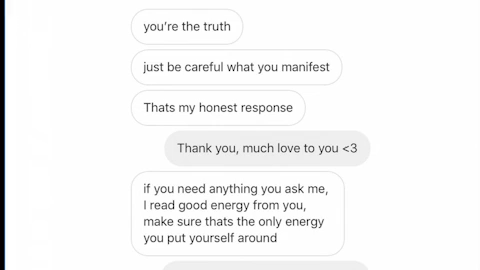 you’re the truth
just be careful what you manifest
Thats my honest response
Thank you, much love to you <3
if you need anything you ask me,
I read good energy from you,
make sure thats the only energy
you put yourself around